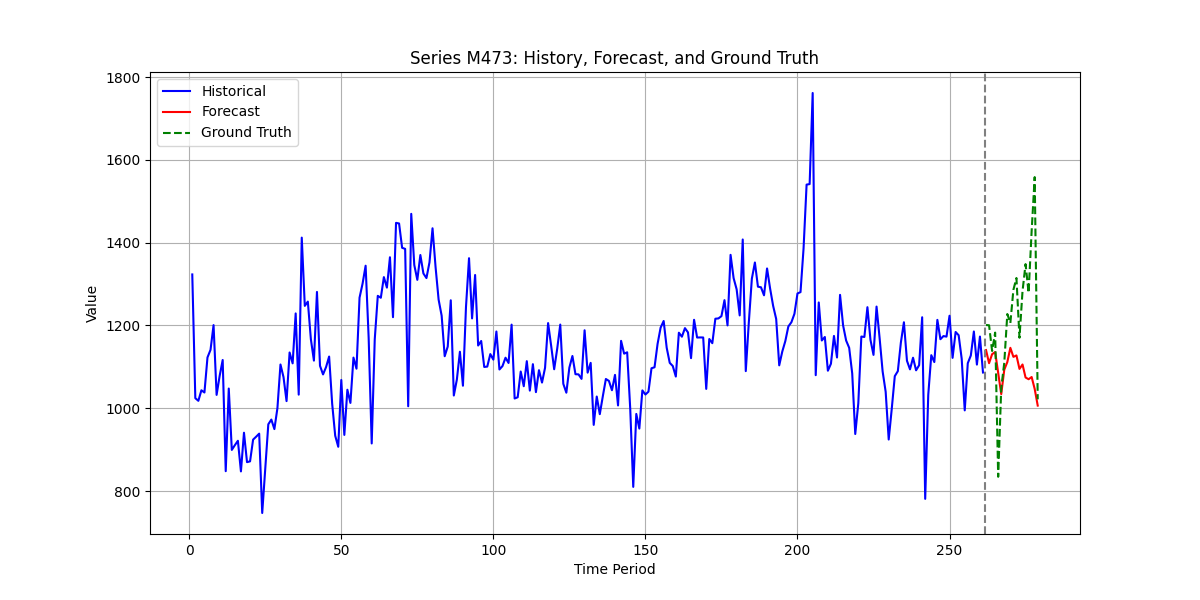 Series M473: History, Forecast, and Ground Truth
Historical
Forecast
Ground Truth
Value
1800
1600
1400
1200
1000
800
0 50 100 150 200 250
Time Period